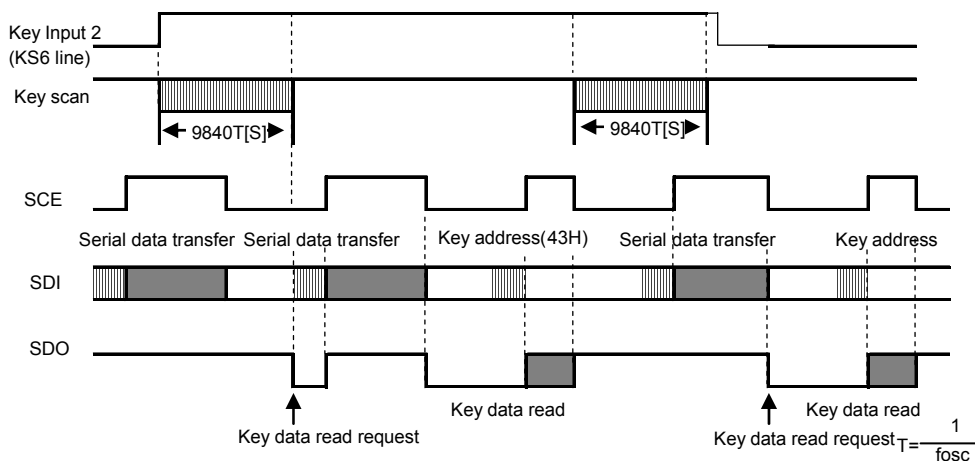 Key Input 2
(KS6 line)
Key scan
9840T[S]
9840T[S]
SCE
Serial data transfer
Serial data transfer
Key address(43H)
Serial data transfer
Key address
SDI
SDO
Key data read
Key data read
Key data read request
Key data read request
T= 1
fosc